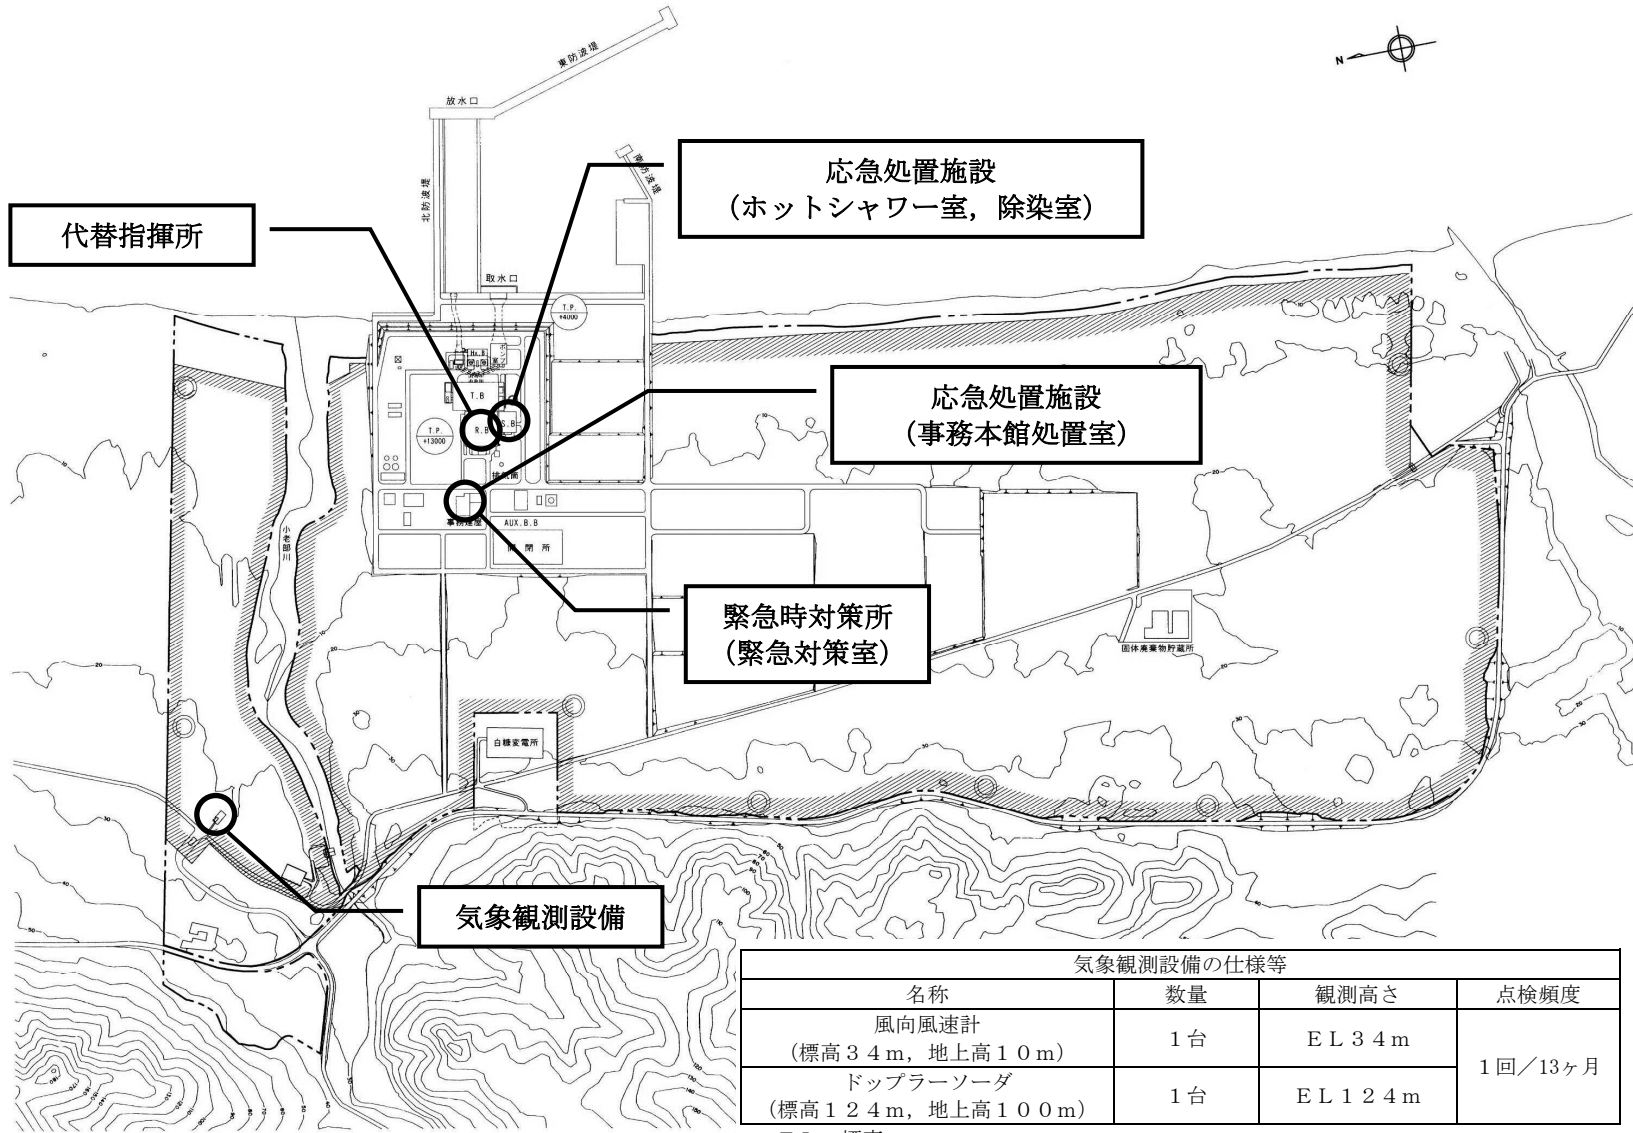 東防波堤
N
放水口
応急処置施設
（ホットシャワー室，除染室）
南防波堤
北防波堤
代替指揮所
取水口
T.P.
+4000
Hx.B
T.B
応急処置施設
（事務本館処置室）
S.B
R.B
T.P.
+13000
排気筒
事務建屋
AUX.B.B
開閉所
小老部川
緊急時対策所
（緊急対策室）
固体廃棄物貯蔵所
白糠変電所
気象観測設備
気象観測設備の仕様等
名称 数量 観測高さ 点検頻度
風向風速計
（標高３４ｍ，地上高１０ｍ） １台 ＥＬ３４ｍ １回／13ヶ月
ドップラーソーダ
（標高１２４ｍ，地上高１００ｍ） １台 ＥＬ１２４ｍ